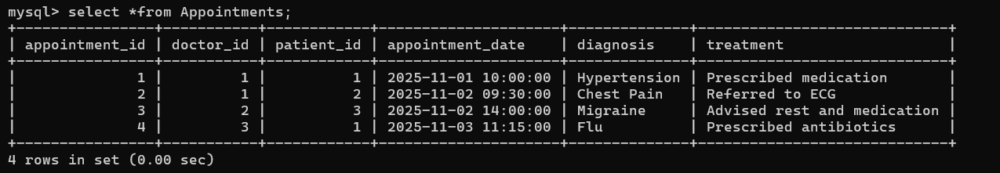 mysql> select *from Appointments;
+----------------+-----------+------------+---------------------+--------------+----------------------------+
| appointment_id | doctor_id | patient_id | appointment_date    | diagnosis    | treatment                  |
+----------------+-----------+------------+---------------------+--------------+----------------------------+
|              1 |         1 |          1 | 2025-11-01 10:00:00 | Hypertension | Prescribed medication      |
|              2 |         1 |          2 | 2025-11-02 09:30:00 | Chest Pain   | Referred to ECG            |
|              3 |         2 |          3 | 2025-11-02 14:00:00 | Migraine     | Advised rest and medication |
|              4 |         3 |          1 | 2025-11-03 11:15:00 | Flu          | Prescribed antibiotics     |
+----------------+-----------+------------+---------------------+--------------+----------------------------+
4 rows in set (0.00 sec)